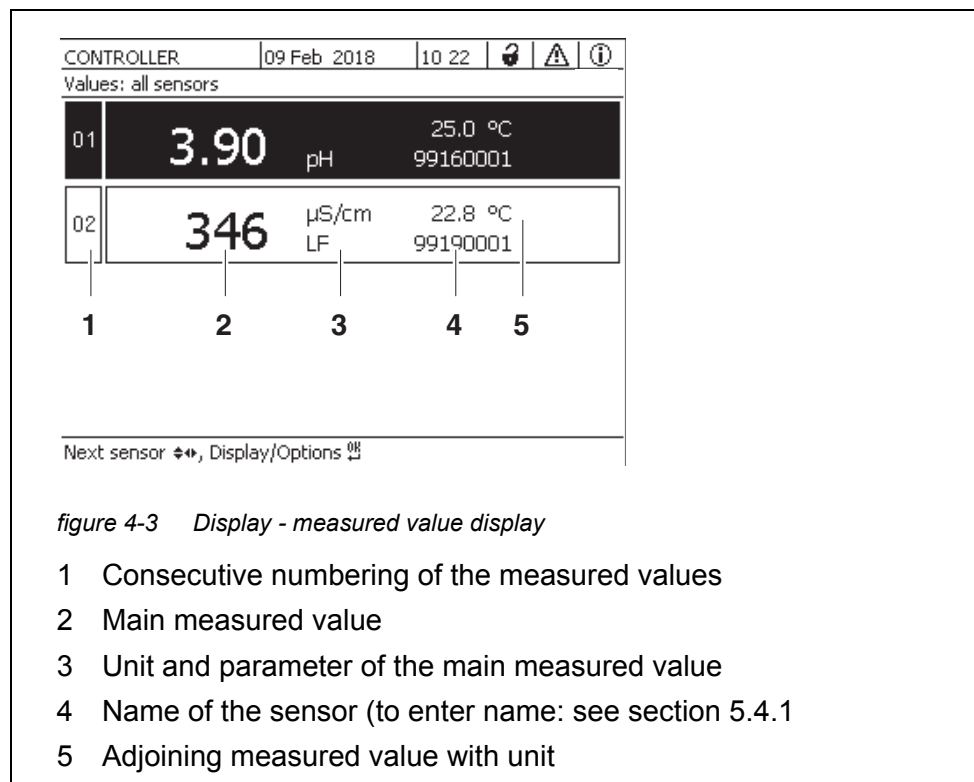 CONTROLLER 09 Feb 2018 10 22
Values: all sensors
01 3.90 pH 25.0 °C
99160001
02 346 µS/cm 22.8 °C
LF 99190001
1 2 3 4 5
Next sensor, Display/Options OK
figure 4-3 Display - measured value display
1 Consecutive numbering of the measured values
2 Main measured value
3 Unit and parameter of the main measured value
4 Name of the sensor (to enter name: see section 5.4.1
5 Adjoining measured value with unit